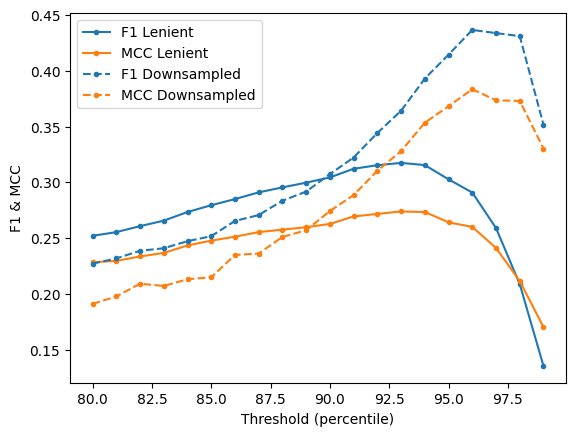 F1 Lenient
MCC Lenient
F1 Downsampled
MCC Downsampled
0.45
0.40
0.35
0.30
0.25
0.20
0.15
F1 & MCC
80.0 82.5 85.0 87.5 90.0 92.5 95.0 97.5
Threshold (percentile)